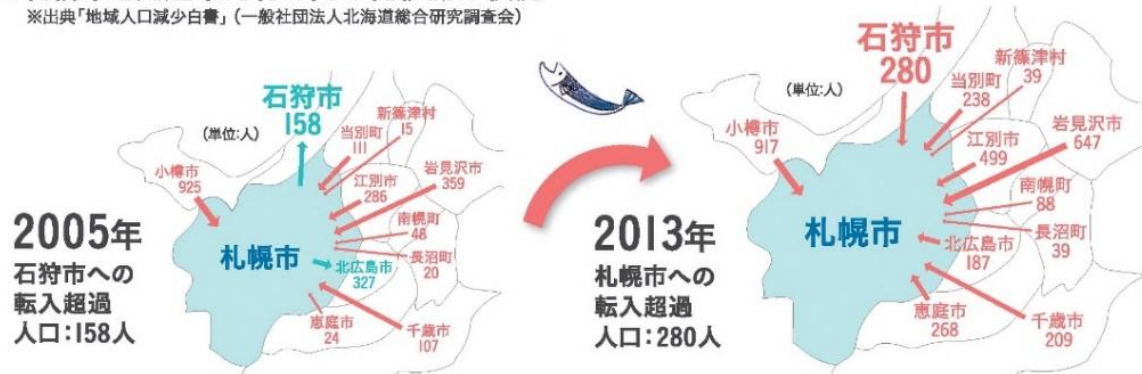 ※出典「地域人口減少白書」(一般社団法人北海道総合研究調査会)
石狩市
158
(単位:人)
新篠津村
15
当別町
111
小樽市
925
江別市
286
岩見沢市
359
南幌町
48
長沼町
20
札幌市
北広島市
327
恵庭市
24
千歳市
107
2005年
石狩市への
転入超過
人口:158人
石狩市
280
(単位:人)
新篠津村
39
当別町
238
小樽市
917
江別市
499
岩見沢市
647
南幌町
88
長沼町
39
札幌市
北広島市
187
恵庭市
268
千歳市
209
2013年
札幌市への
転入超過
人口:280人